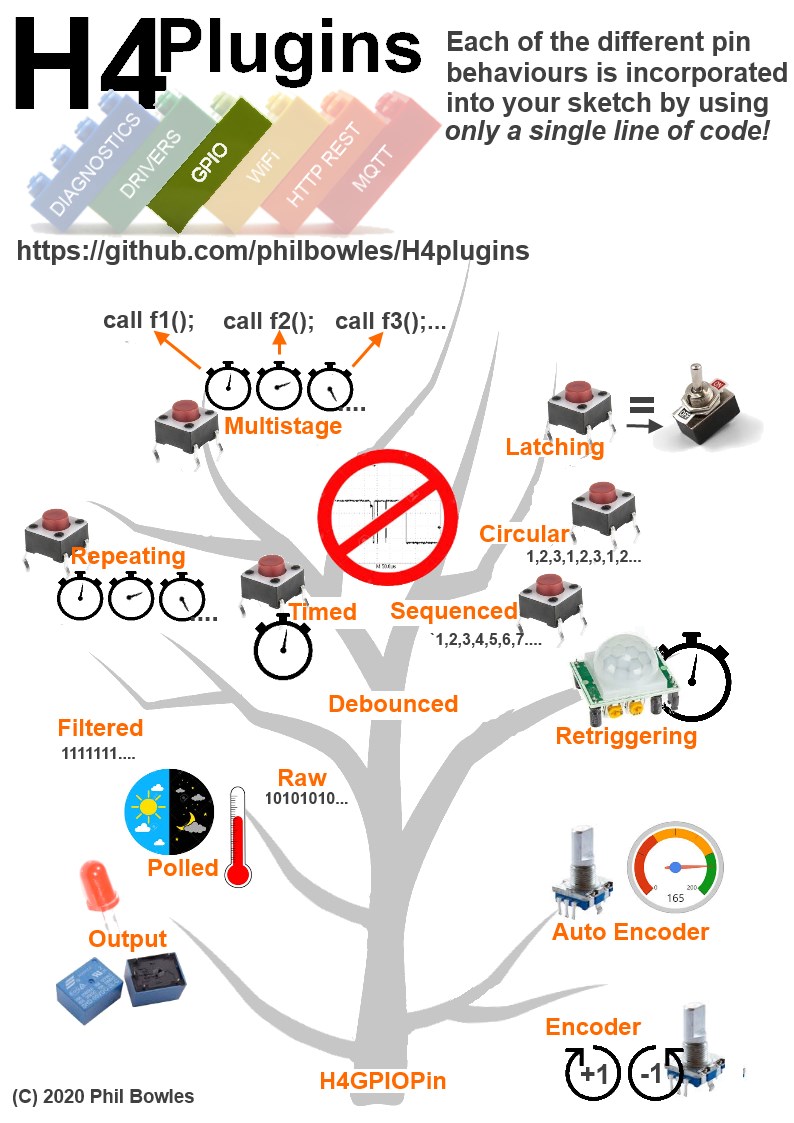 H4Plugins
Each of the different pin
behaviours is incorporated
into your sketch by using
only a single line of code!
DIAGNOSTICS
DRIVERS
GPIO
WiFi
HTTP REST
MQTT
https://github.com/philbowles/H4plugins
call f1(); call f2(); call f3();...
....
Multistage
=
Latching
Circular
1,2,3,1,2,3,1,2...
M 50.0us
Repeating
....
Timed
Sequenced
`1,2,3,4,5,6,7....
Debounced
Retriggering
Filtered
1111111....
Raw
10101010...
Polled
0 200
165
Auto Encoder
Output
Encoder
+1 -1
H4GPIOPin
(C) 2020 Phil Bowles